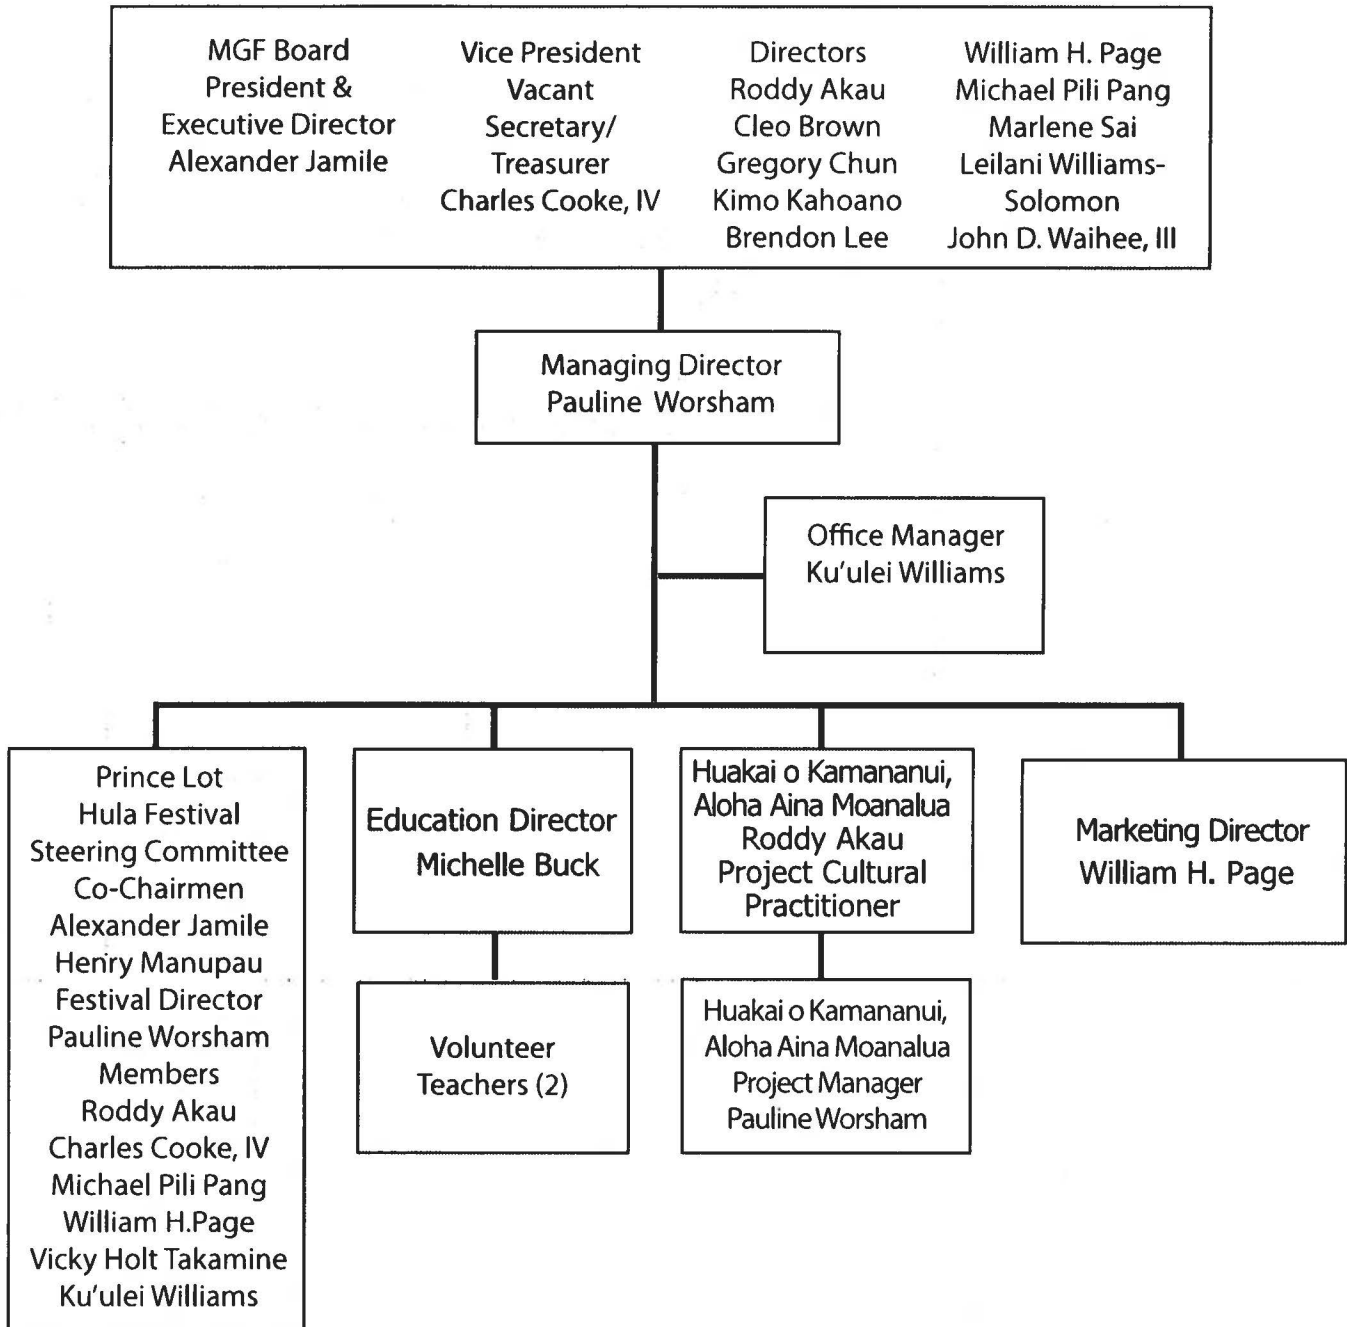 MGF Board
President &
Executive Director
Alexander Jamile
Vice President
Vacant
Secretary/
Treasurer
Charles Cooke, IV
Directors
Roddy Akau
Cleo Brown
Gregory Chun
Kimo Kahoano
Brendon Lee
William H. Page
Michael Pili Pang
Marlene Sai
Leilani Williams-
Solomon
John D. Waihee, III
Managing Director
Pauline Worsham
Office Manager
Ku'ulei Williams
Prince Lot
Hula Festival
Steering Committee
Co-Chairmen
Alexander Jamile
Henry Manupau
Festival Director
Pauline Worsham
Members
Roddy Akau
Charles Cooke, IV
Michael Pili Pang
William H.Page
Vicky Holt Takamine
Ku'ulei Williams
Education Director
Michelle Buck
Volunteer
Teachers (2)
Huakai o Kamananui,
Aloha Aina Moanalua
Roddy Akau
Project Cultural
Practitioner
Huakai o Kamananui,
Aloha Aina Moanalua
Project Manager
Pauline Worsham
Marketing Director
William H. Page